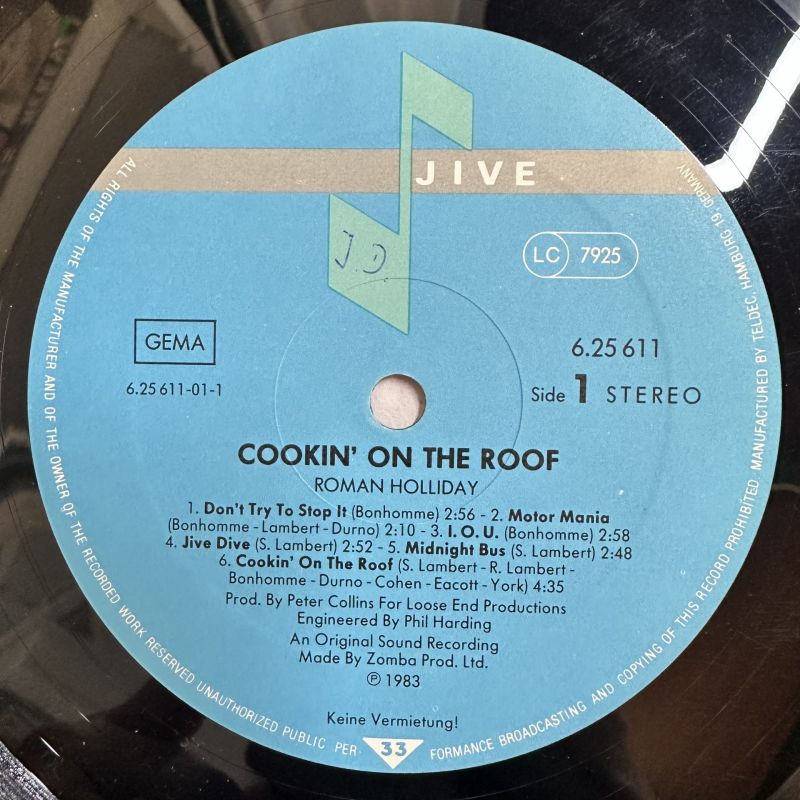 JIVE
J.D
LC 7925
GEMA
6.25 611-01-1
6.25 611
Side 1 STEREO
COOKIN' ON THE ROOF
ROMAN HOLLIDAY
1. Don't Try To Stop It (Bonhomme) 2:56 - 2. Motor Mania
(Bonhomme - Lambert - Durno) 2:10 - 3. I.O.U. (Bonhomme) 2:58
4. Jive Dive (S. Lambert) 2:52 - 5. Midnight Bus (S. Lambert) 2:48
6. Cookin' On The Roof (S. Lambert - R. Lambert -
Bonhomme - Durno - Cohen - Eacott - York) 4:35
Prod. By Peter Collins For Loose End Productions
Engineered By Phil Harding
An Original Sound Recording
Made By Zomba Prod. Ltd.
℗ 1983
Keine Vermietung!
ALL RIGHTS OF THE MANUFACTURER AND OF THE OWNER OF THE RECORDED WORK RESERVED UNAUTHORIZED PUBLIC PER- 33 FORMANCE BROADCASTING AND COPYING OF THIS RECORD PROHIBITED. MANUFACTURED BY TELDEC, HAMBURG 19, GERMANY